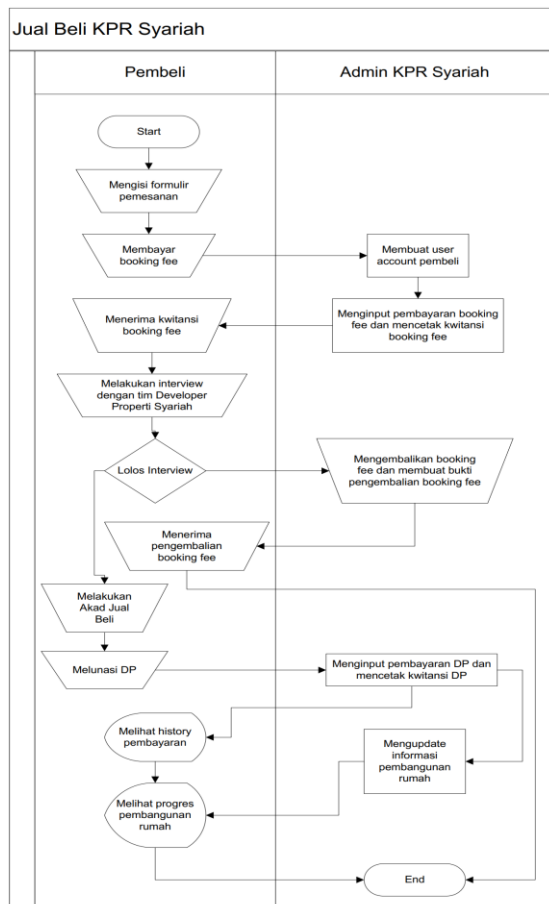 Jual Beli KPR Syariah
Pembeli
Admin KPR Syariah
Start
Mengisi formulir
pemesanan
Membayar
booking fee
Membuat user
account pembeli
Menerima kwitansi
booking fee
Menginput pembayaran booking
fee dan mencetak kwitansi
booking fee
Melakukan interview
dengan tim Developer
Properti Syariah
Lolos Interview
Mengembalikan booking
fee dan membuat bukti
pengembalian booking fee
Menerima
pengembalian
booking fee
Melakukan
Akad Jual
Beli
Melunasi DP
Menginput pembayaran DP dan
mencetak kwitansi DP
Melihat history
pembayaran
Mengupdate
informasi
pembangunan
rumah
Melihat progres
pembangunan
rumah
End